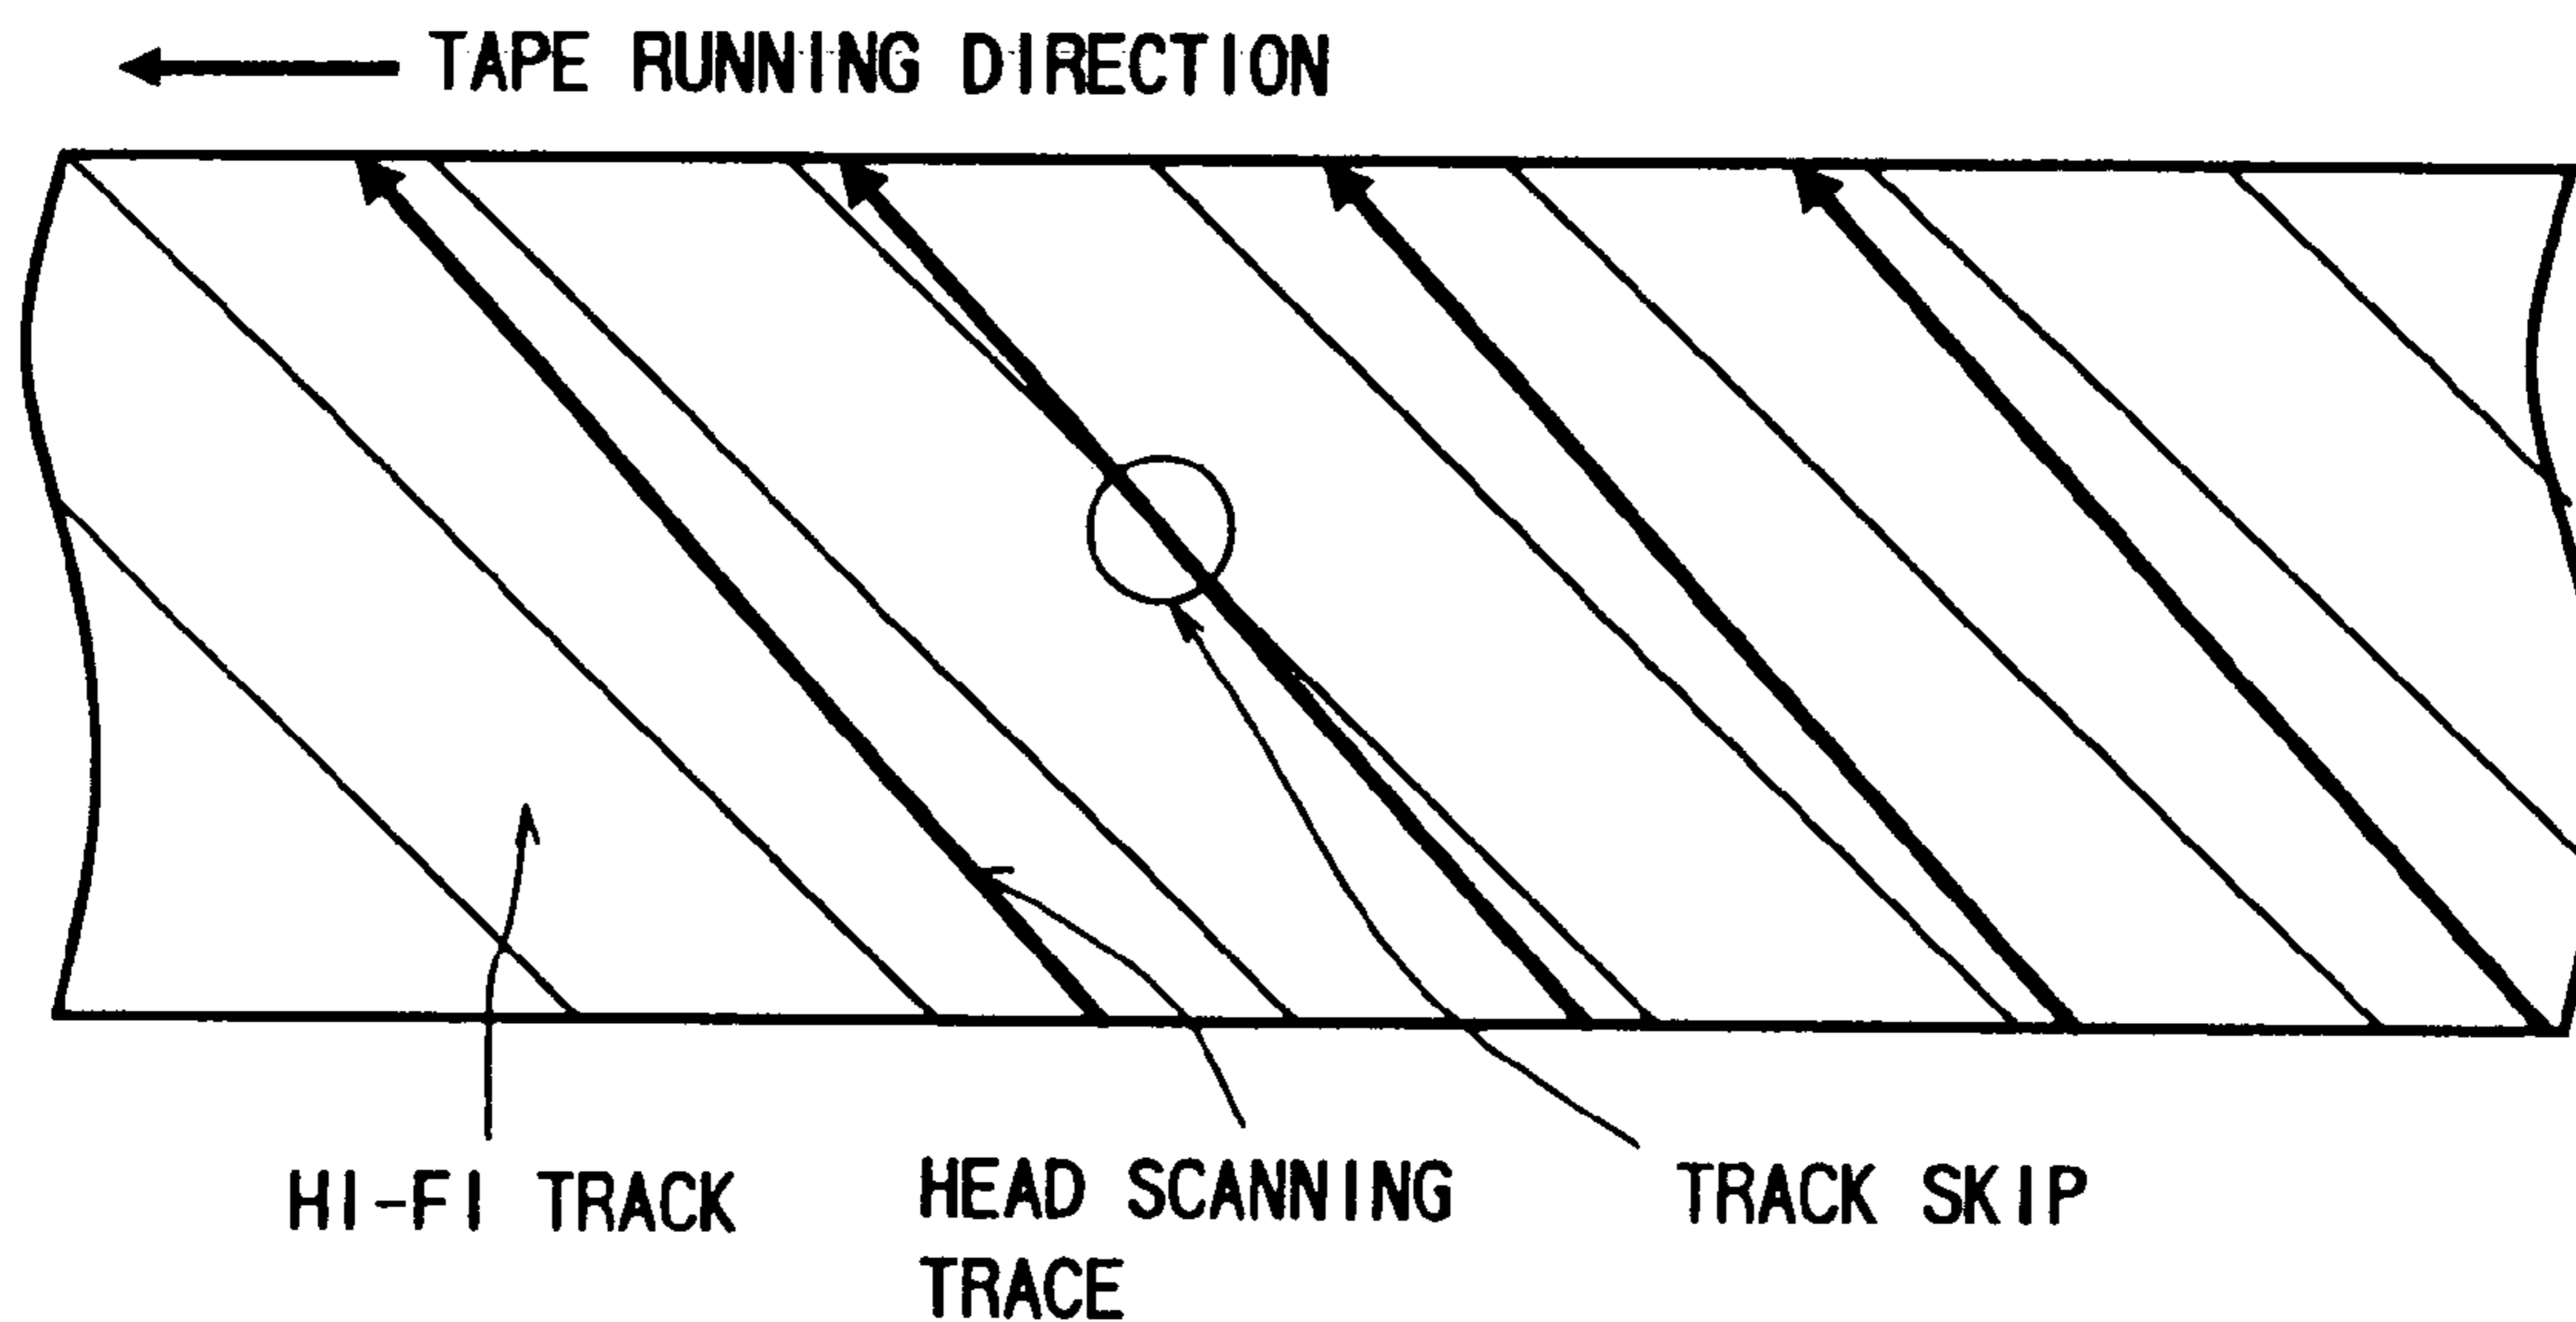 TAPE RUNNING DIRECTION
HI-FI TRACK
HEAD SCANNING
TRACE
TRACK SKIP